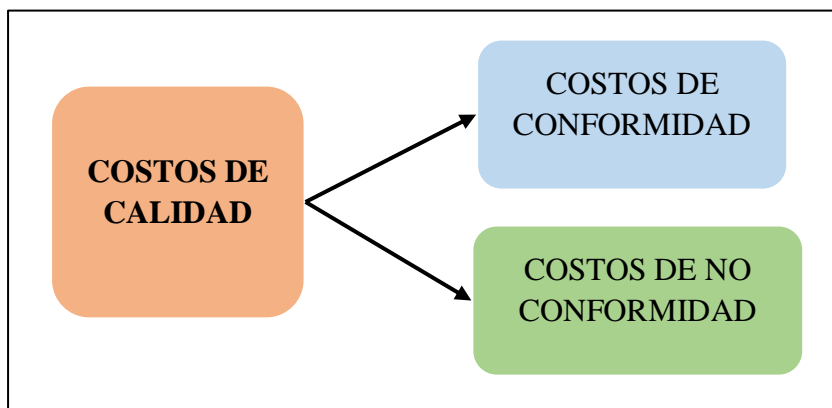 COSTOS DE
CALIDAD
COSTOS DE
CONFORMIDAD
COSTOS DE NO
CONFORMIDAD